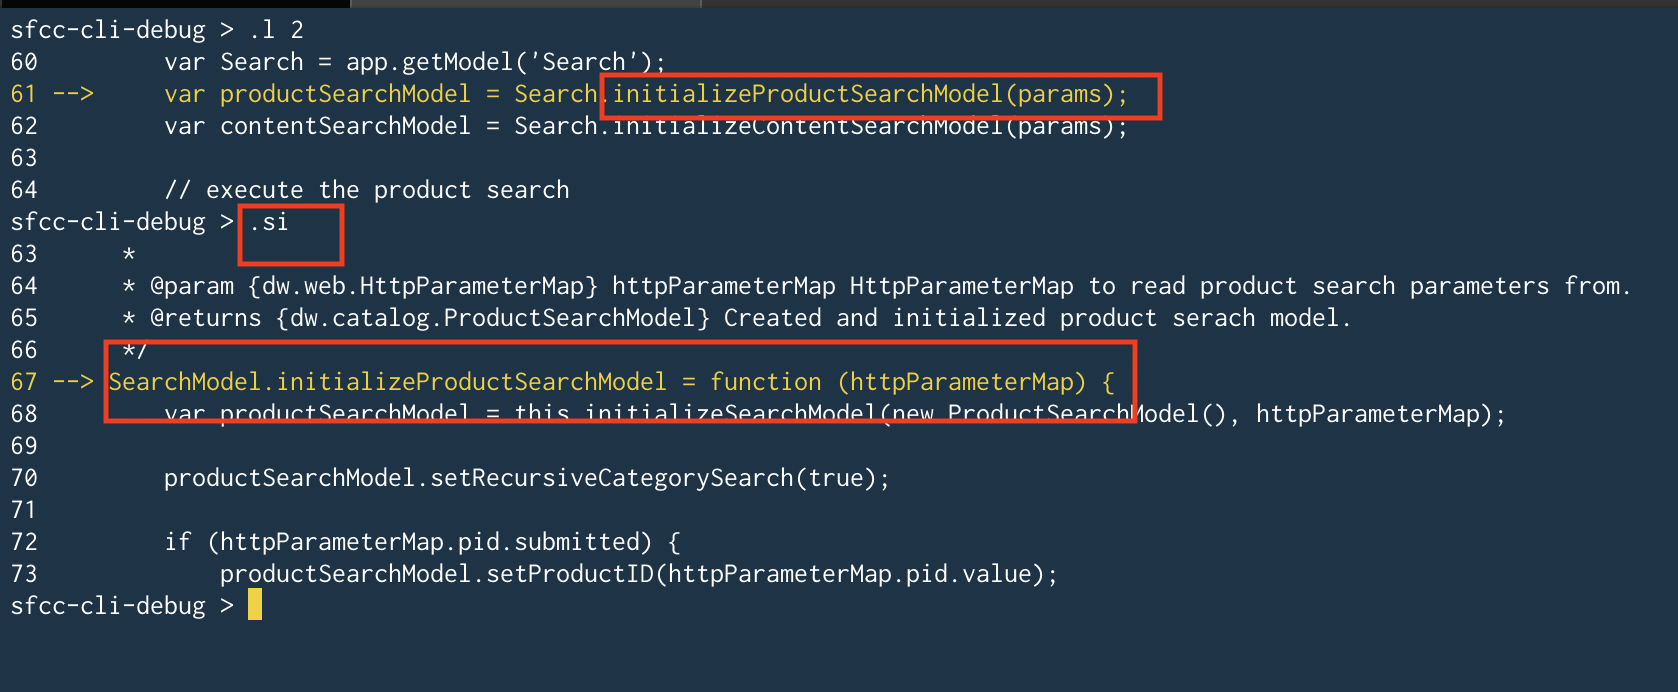 sfcc-cli-debug > .l 2
60         var Search = app.getModel('Search');
61 -->     var productSearchModel = Search.initializeProductSearchModel(params);
62         var contentSearchModel = Search.initializeContentSearchModel(params);
63
64         // execute the product search
sfcc-cli-debug > .si
63      *
64      * @param {dw.web.HttpParameterMap} httpParameterMap HttpParameterMap to read product search parameters from.
65      * @returns {dw.catalog.ProductSearchModel} Created and initialized product serach model.
66      */
67 --> SearchModel.initializeProductSearchModel = function (httpParameterMap) {
68         var productSearchModel = this.initializeSearchModel(new ProductSearchModel(), httpParameterMap);
69
70         productSearchModel.setRecursiveCategorySearch(true);
71
72         if (httpParameterMap.pid.submitted) {
73             productSearchModel.setProductID(httpParameterMap.pid.value);
sfcc-cli-debug >